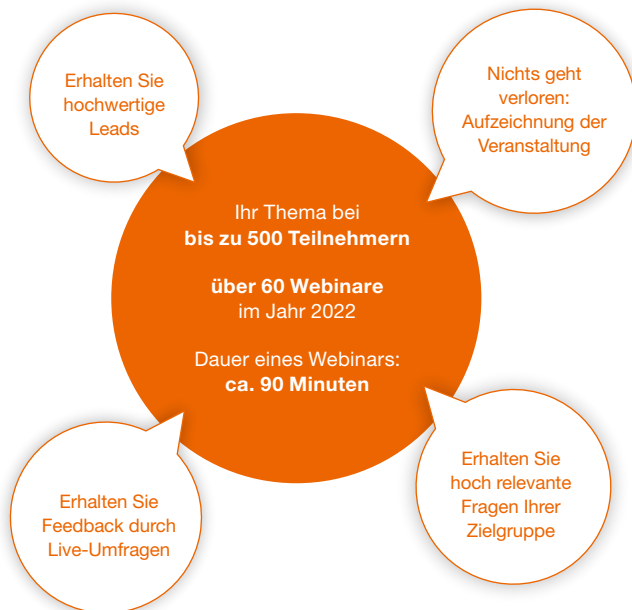 Erhalten Sie
hochwertige
Leads
Nichts geht
verloren:
Aufzeichnung der
Veranstaltung
Ihr Thema bei
bis zu 500 Teilnehmern
über 60 Webinare
im Jahr 2022
Dauer eines Webinars:
ca. 90 Minuten
Erhalten Sie
Feedback durch
Live-Umfragen
Erhalten Sie
hoch relevante
Fragen Ihrer
Zielgruppe